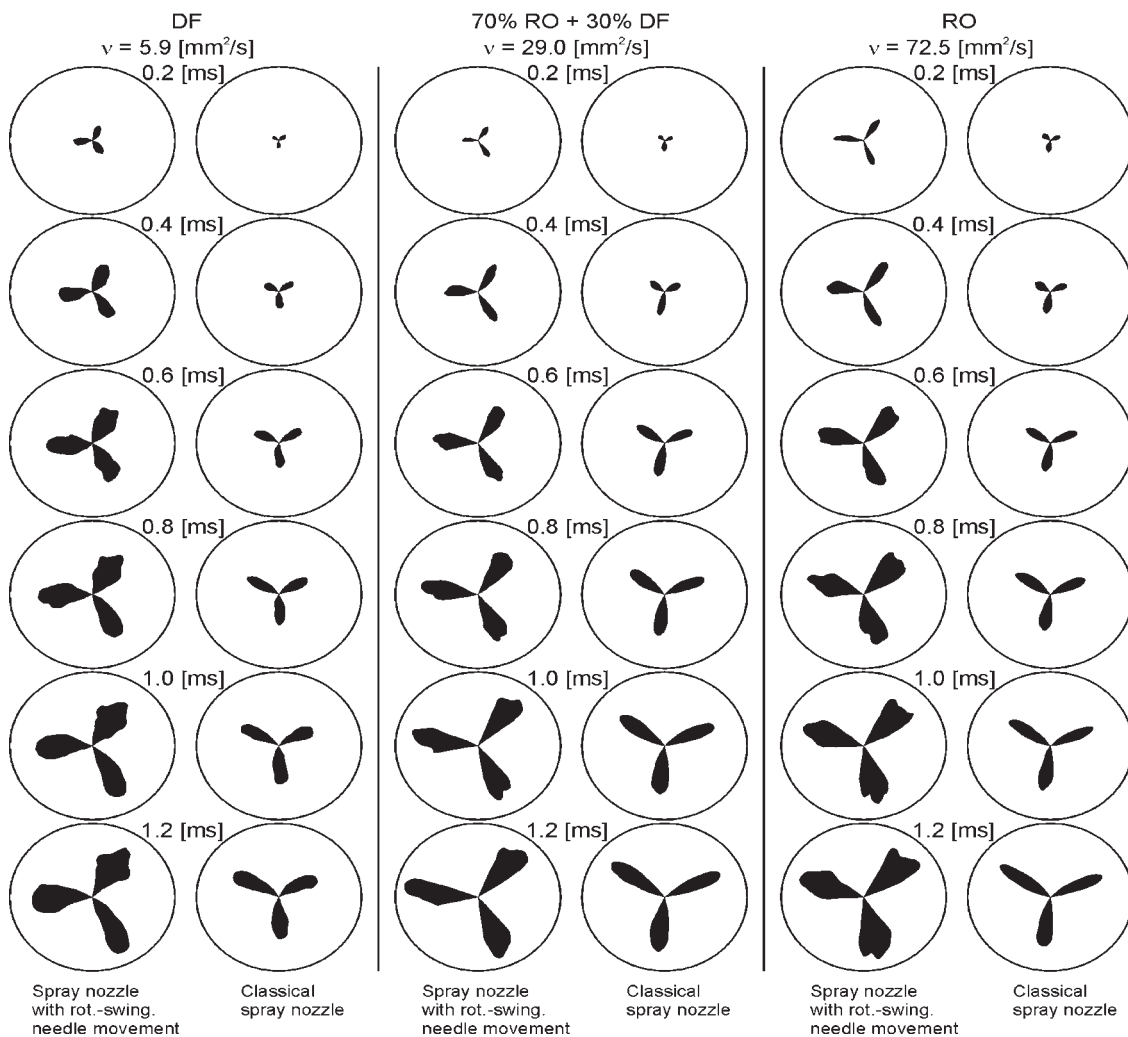 DF
ν = 5.9 [mm²/s]
70% RO + 30% DF
ν = 29.0 [mm²/s]
RO
ν = 72.5 [mm²/s]
0.2 [ms]
0.2 [ms]
0.2 [ms]
0.4 [ms]
0.4 [ms]
0.4 [ms]
0.6 [ms]
0.6 [ms]
0.6 [ms]
0.8 [ms]
0.8 [ms]
0.8 [ms]
1.0 [ms]
1.0 [ms]
1.0 [ms]
1.2 [ms]
1.2 [ms]
1.2 [ms]
Spray nozzle
with rot.-swing.
needle movement
Classical
spray nozzle
Spray nozzle
with rot.-swing.
needle movement
Classical
spray nozzle
Spray nozzle
with rot.-swing.
needle movement
Classical
spray nozzle